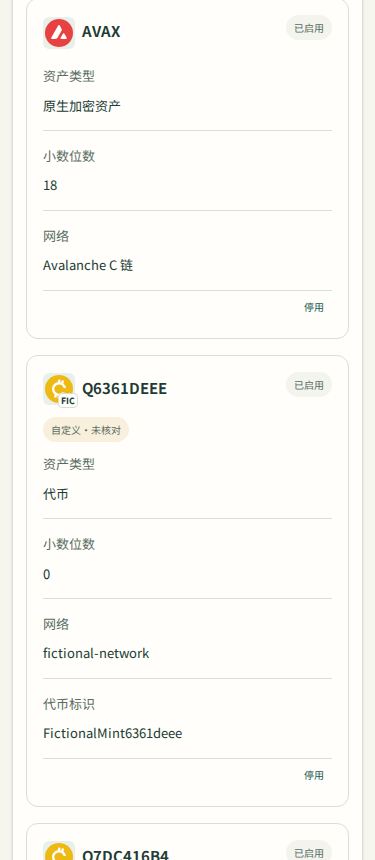 AVAX
已启用
资产类型
原生加密资产
小数位数
18
网络
Avalanche C 链
停用
FIC
Q6361DEEE
已启用
自定义・未核对
资产类型
代币
小数位数
0
网络
fictional-network
代币标识
FictionalMint6361deee
停用
Q7DC416B4
已启用